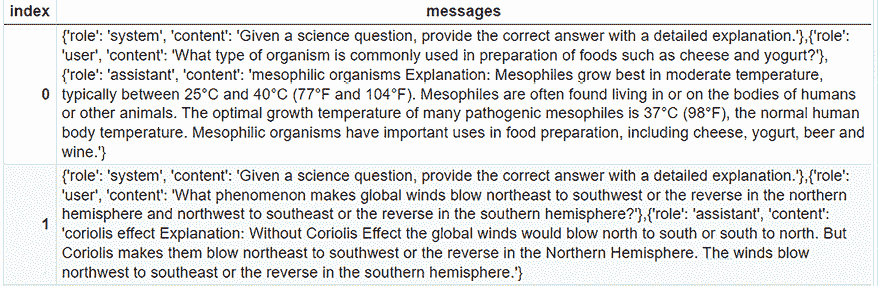 index messages
{'role': 'system', 'content': 'Given a science question, provide the correct answer with a detailed explanation.'},{'role':
'user', 'content': 'What type of organism is commonly used in preparation of foods such as cheese and yogurt?'},
{'role': 'assistant', 'content': 'mesophilic organisms Explanation: Mesophiles grow best in moderate temperature,
0 typically between 25°C and 40°C (77°F and 104°F). Mesophiles are often found living in or on the bodies of humans
or other animals. The optimal growth temperature of many pathogenic mesophiles is 37°C (98°F), the normal human
body temperature. Mesophilic organisms have important uses in food preparation, including cheese, yogurt, beer and
wine.'}
{'role': 'system', 'content': 'Given a science question, provide the correct answer with a detailed explanation.'},{'role':
'user', 'content': 'What phenomenon makes global winds blow northeast to southwest or the reverse in the northern
1 hemisphere and northwest to southeast or the reverse in the southern hemisphere?'},{'role': 'assistant', 'content':
'coriolis effect Explanation: Without Coriolis Effect the global winds would blow north to south or south to north. But
Coriolis makes them blow northeast to southwest or the reverse in the Northern Hemisphere. The winds blow
northwest to southeast or the reverse in the southern hemisphere.'}